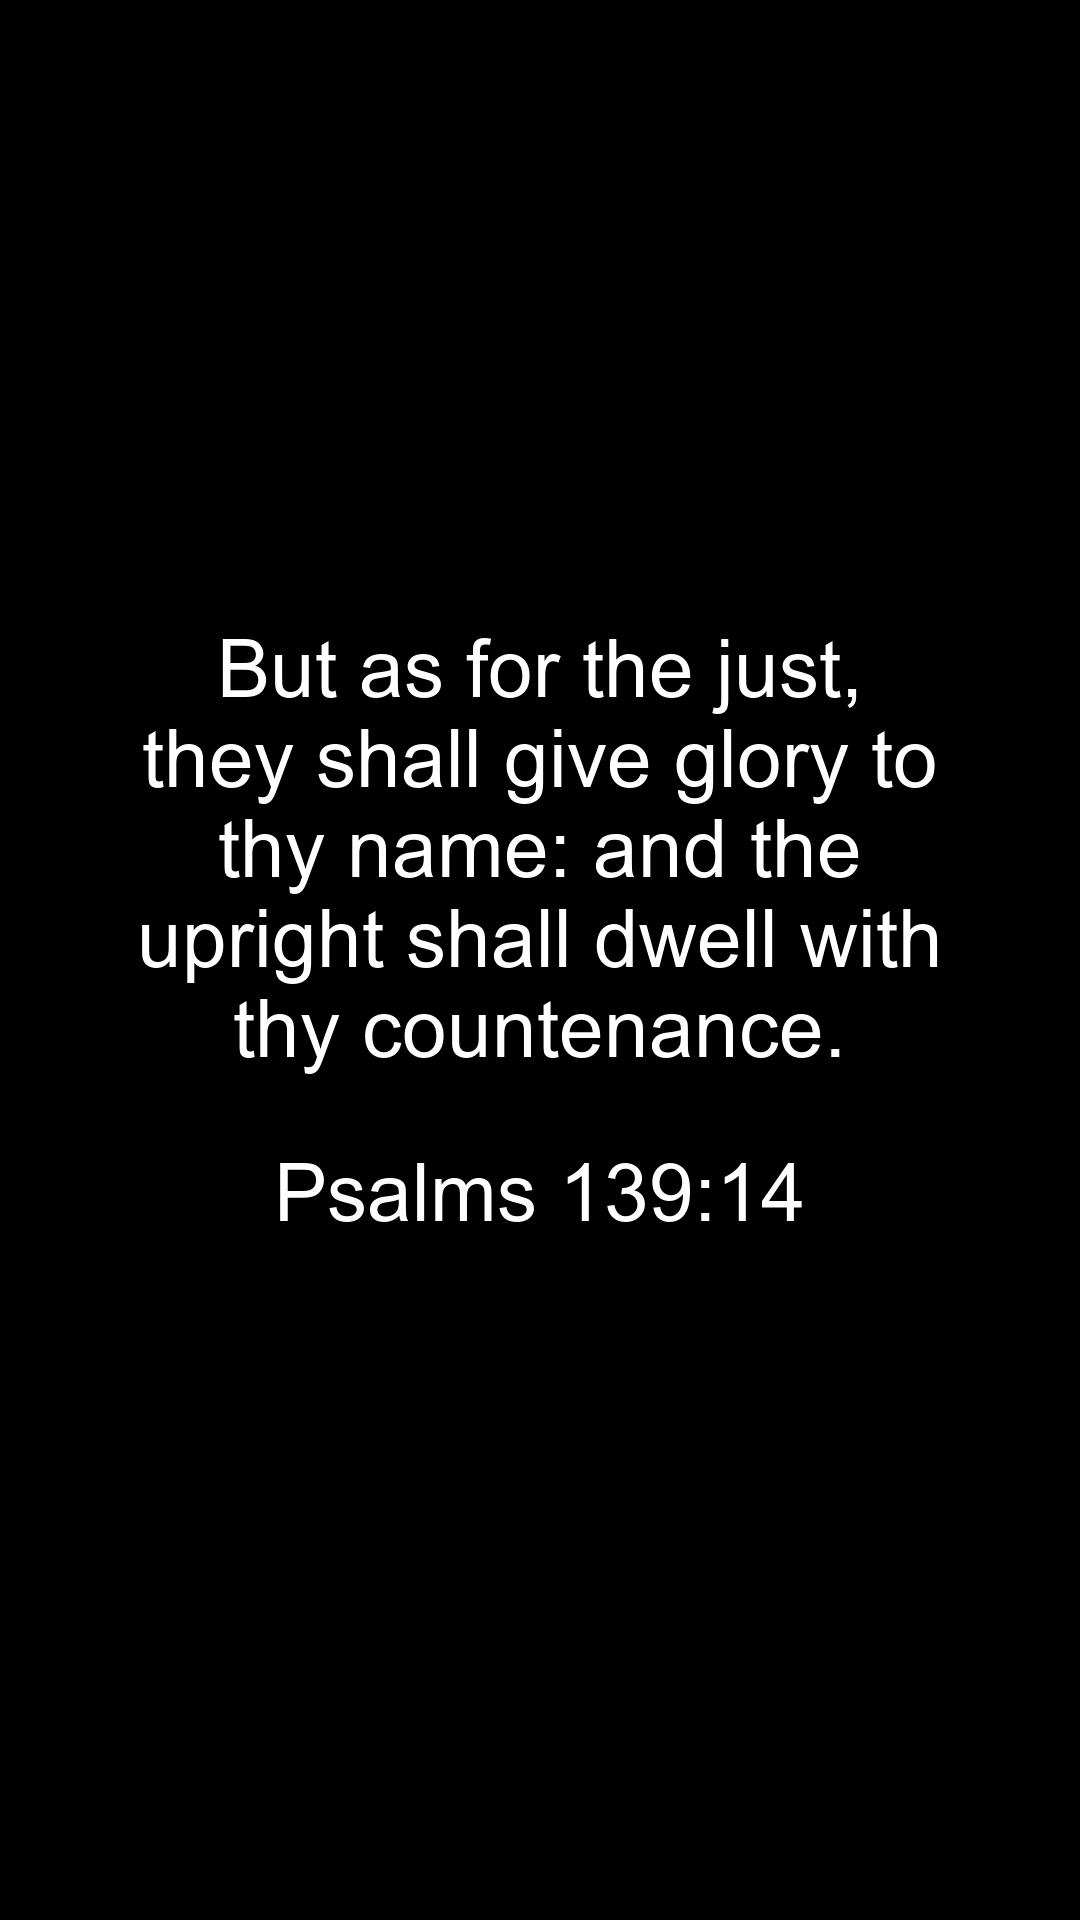 But as for the just,
they shall give glory to
thy name: and the
upright shall dwell with
thy countenance.
Psalms 139:14